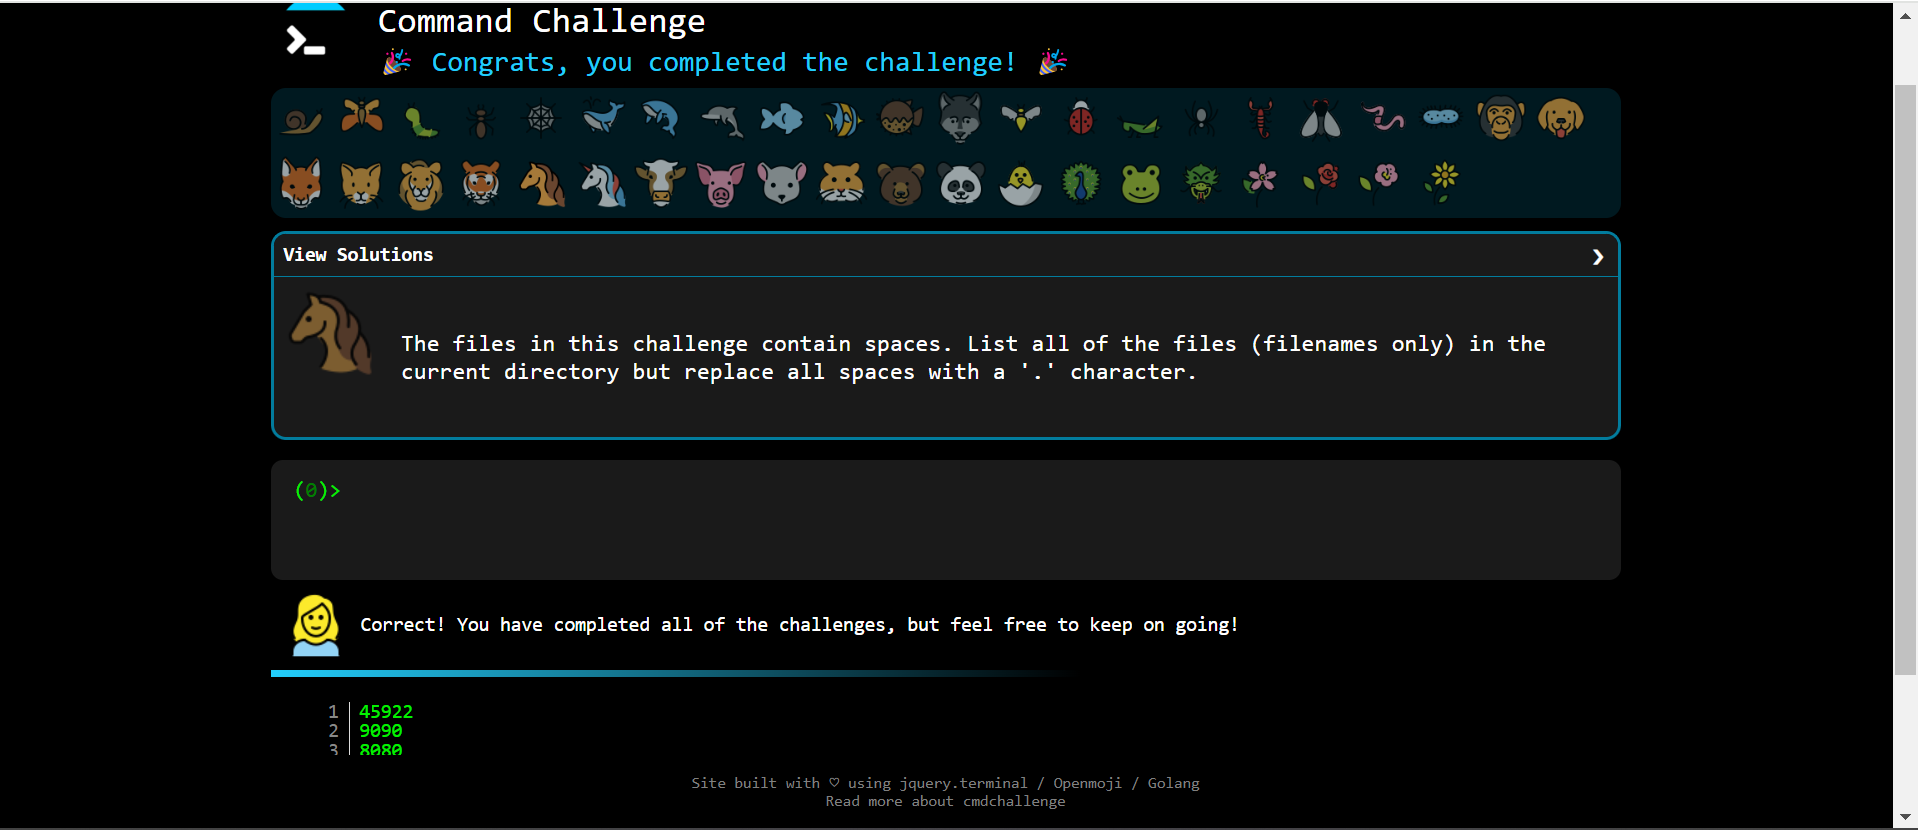 Command Challenge
Congrats, you completed the challenge!
View Solutions
The files in this challenge contain spaces. List all of the files (filenames only) in the
current directory but replace all spaces with a '.' character.
(0)>
Correct! You have completed all of the challenges, but feel free to keep on going!
1 45922
2 9090
3 8080
Site built with ♡ using jquery.terminal / Openmoji / Golang
Read more about cmdchallenge